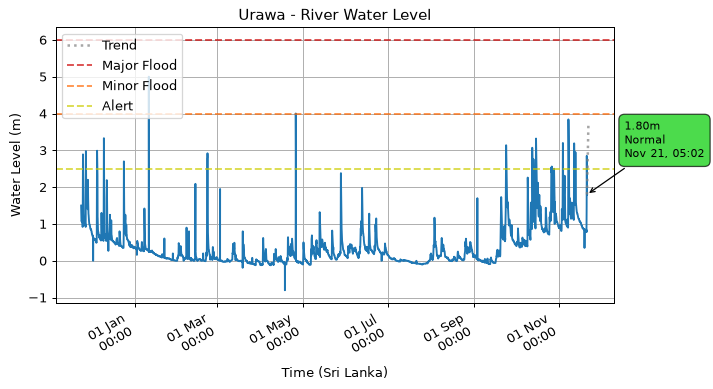 Urawa - River Water Level
6
5
4
3
2
1
0
−1
Water Level (m)
Trend
Major Flood
Minor Flood
Alert
1.80m
Normal
Nov 21, 05:02
01 Jan
00:00
01 Mar
00:00
01 May
00:00
01 Jul
00:00
01 Sep
00:00
01 Nov
00:00
Time (Sri Lanka)